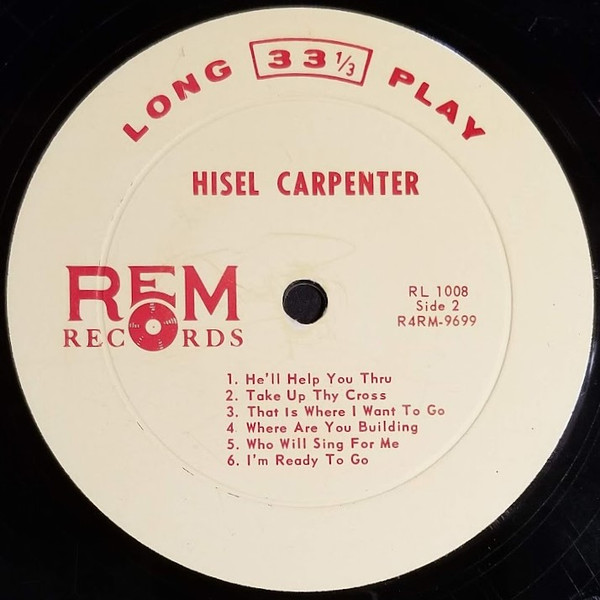 LONG 33 1/3 PLAY
HISEL CARPENTER
REM
RECORDS
RL 1008
Side 2
R4RM-9699
1. He'll Help You Thru
2. Take Up Thy Cross
3. That Is Where I Want To Go
4. Where Are You Building
5. Who Will Sing For Me
6. I'm Ready To Go